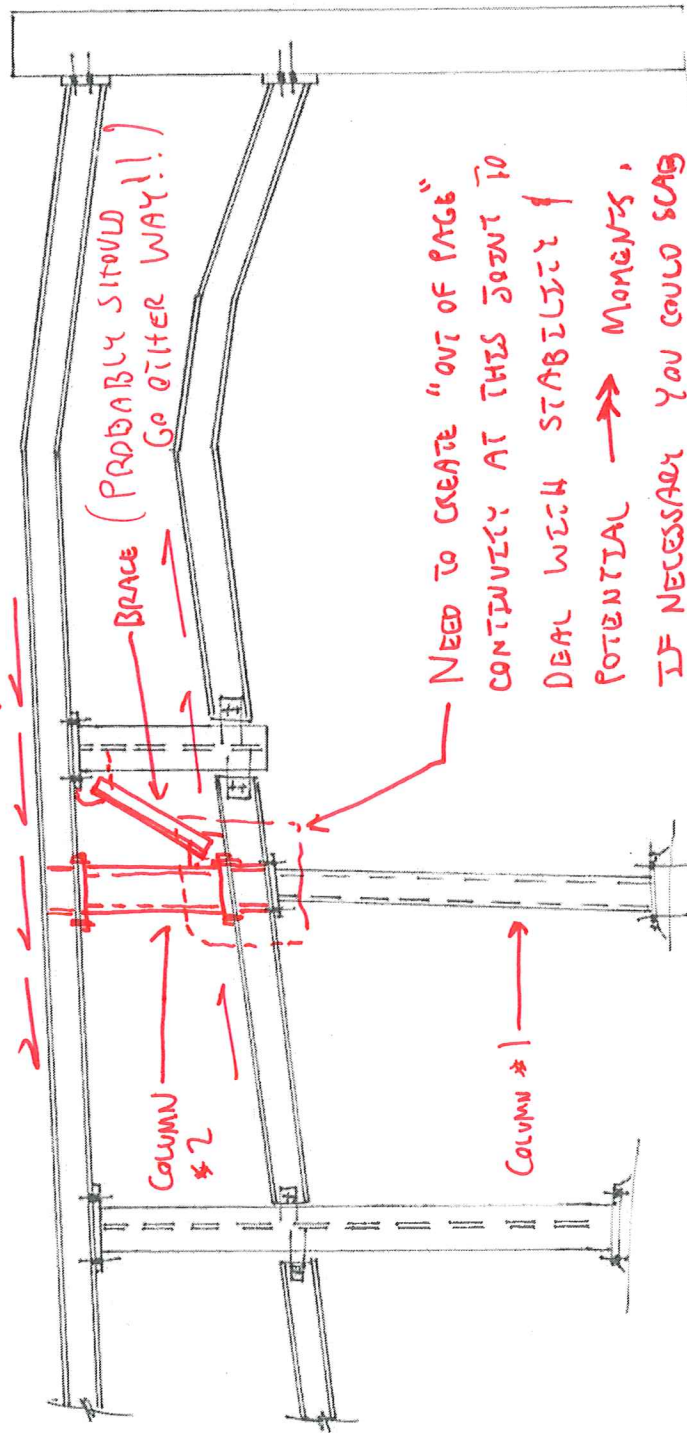 (PROBABLY SHOULD
GO OTHER WAY!!)
BRACE
COLUMN
#2
COLUMN #1
NEED TO CREATE "OUT OF PAGE"
CONTINUITY AT THIS JOINT TO
DEAL WITH STABILITY &
POTENTIAL →→ MOMENTS.
IF NECESSARY YOU COULD SCAB